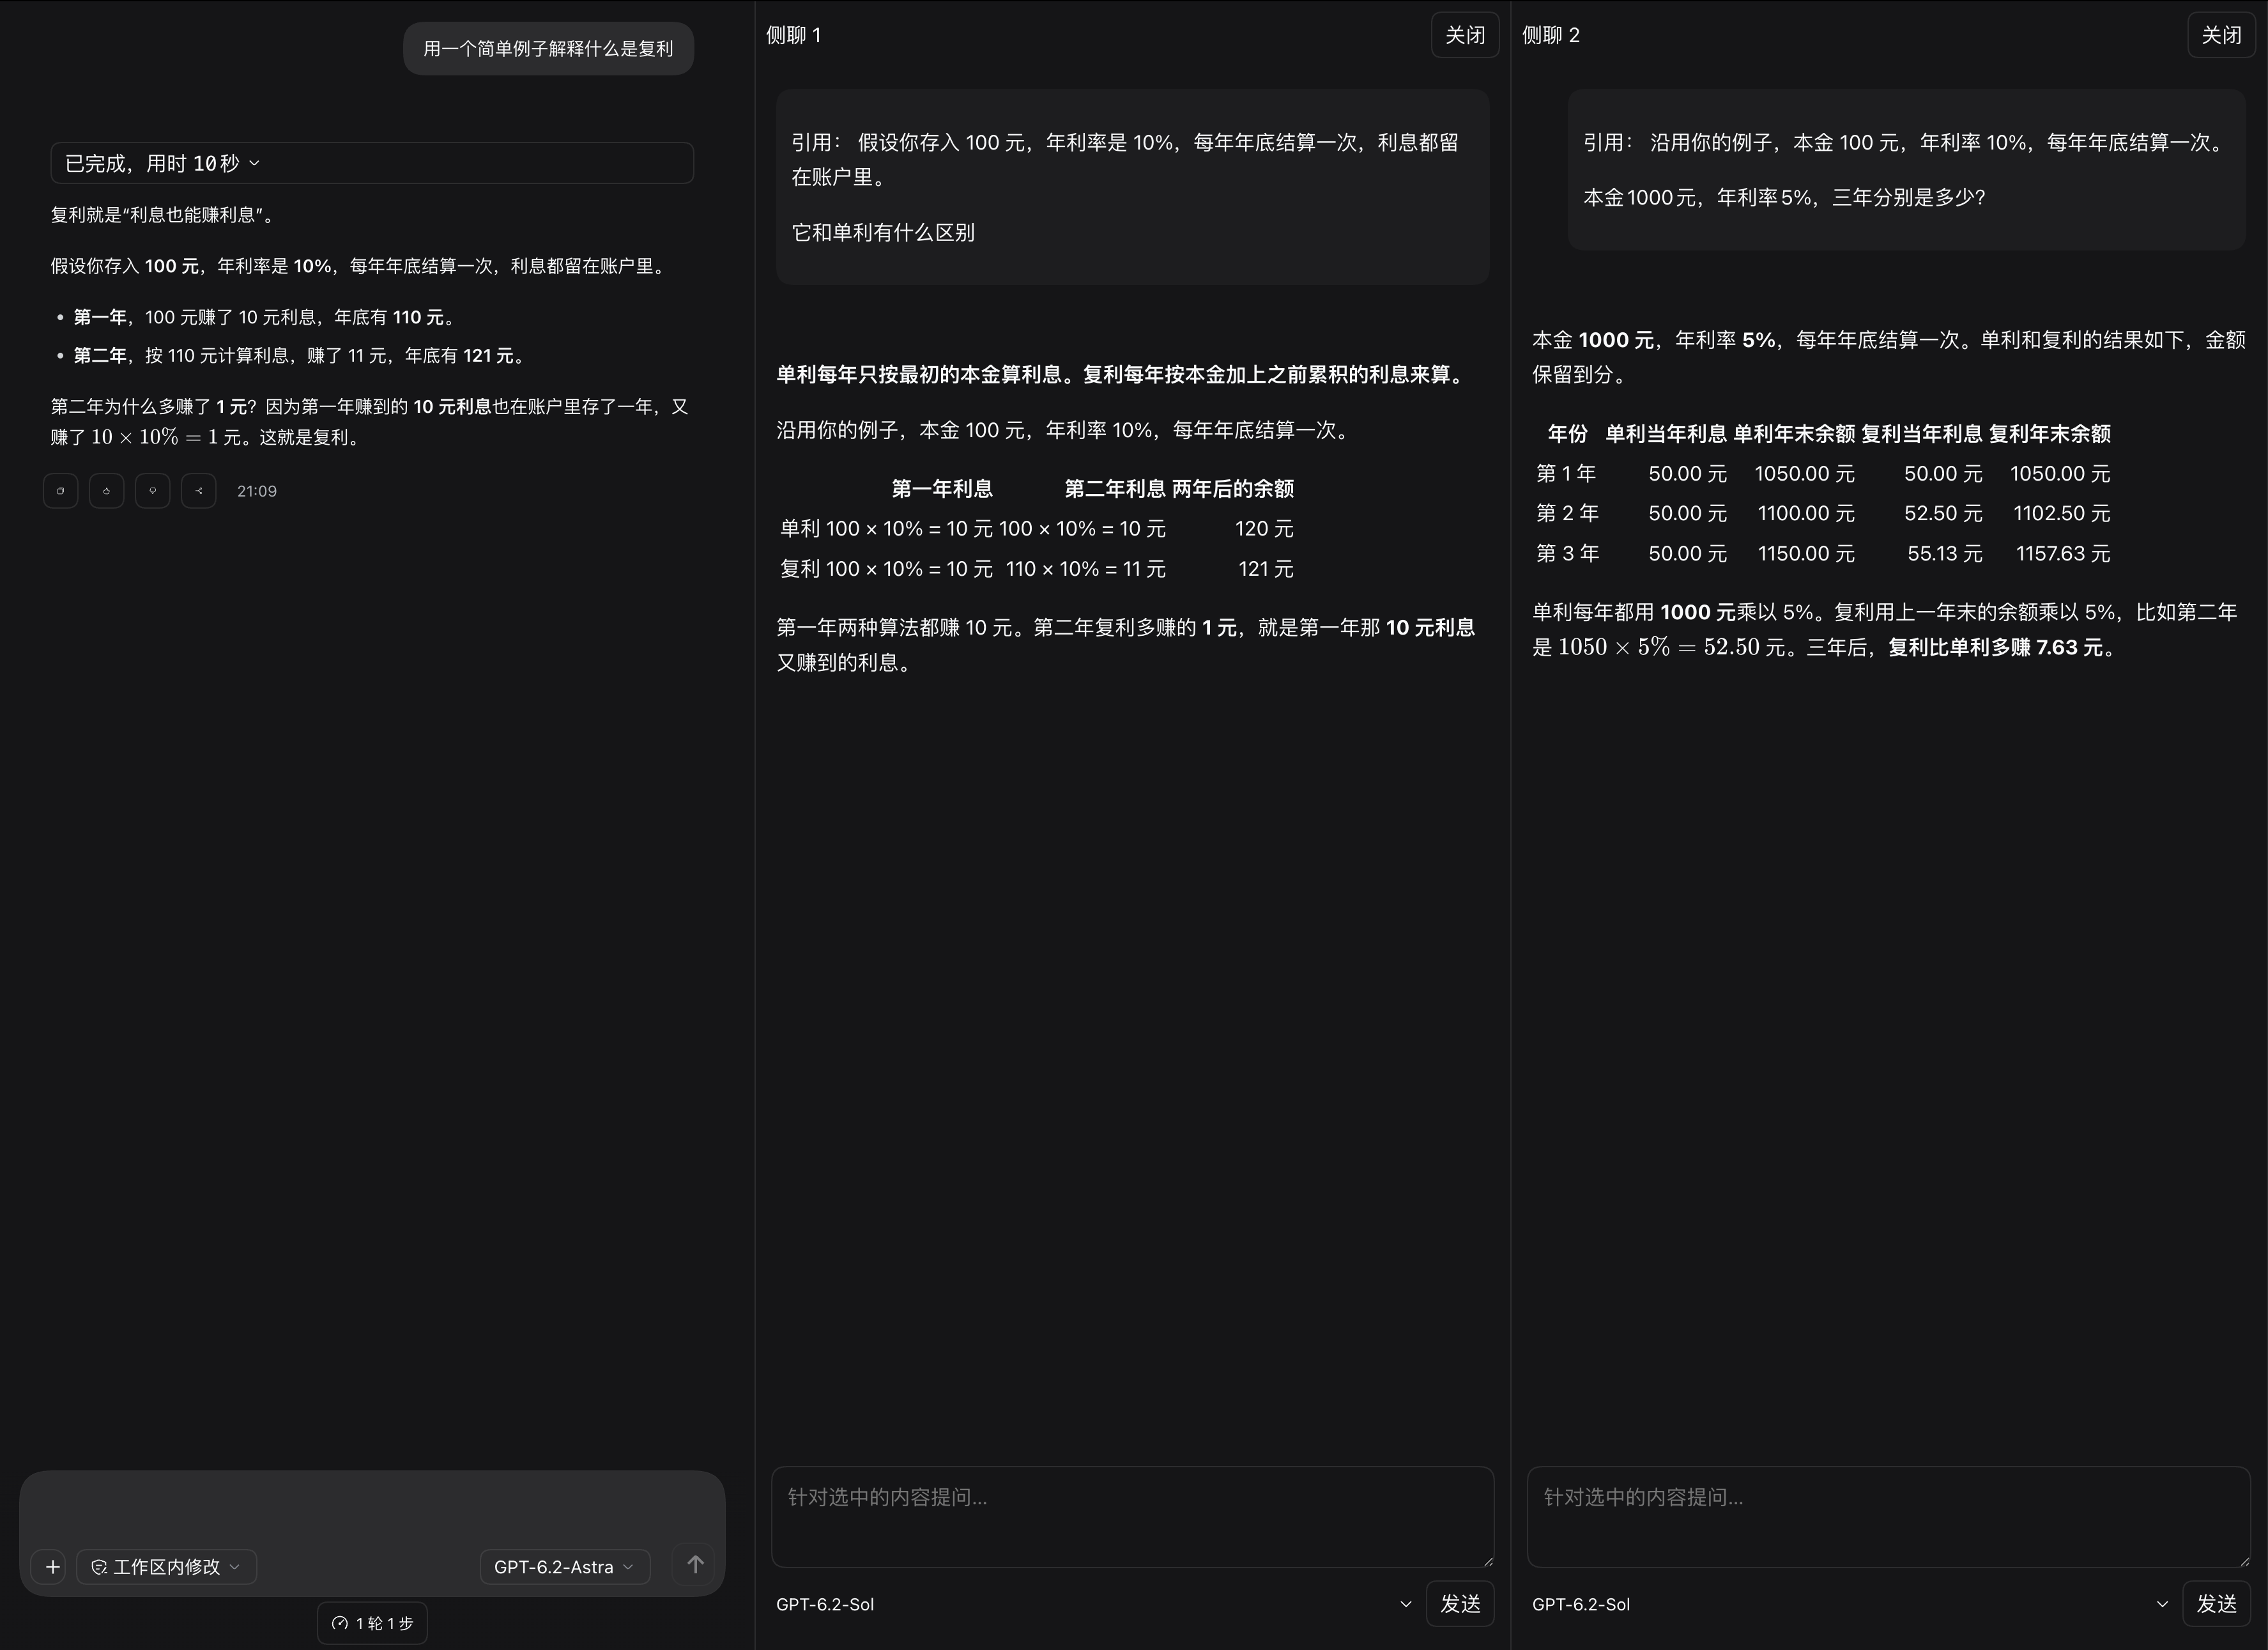 用一个简单例子解释什么是复利
已完成，用时 10秒
复利就是“利息也能赚利息”。
假设你存入 100 元，年利率是 10%，每年年底结算一次，利息都留在账户里。
• 第一年，100 元赚了 10 元利息，年底有 110 元。
• 第二年，按 110 元计算利息，赚了 11 元，年底有 121 元。
第二年为什么多赚了 1 元？因为第一年赚到的 10 元利息也在账户里存了一年，又
赚了 10 × 10% = 1 元。这就是复利。
21:09
工作区内修改
GPT-6.2-Astra
1 轮 1 步
侧聊 1
关闭
引用： 假设你存入 100 元，年利率是 10%，每年年底结算一次，利息都留
在账户里。
它和单利有什么区别
单利每年只按最初的本金算利息。复利每年按本金加上之前累积的利息来算。
沿用你的例子，本金 100 元，年利率 10%，每年年底结算一次。
第一年利息 第二年利息 两年后的余额
单利 100 × 10% = 10 元 100 × 10% = 10 元 120 元
复利 100 × 10% = 10 元 110 × 10% = 11 元 121 元
第一年两种算法都赚 10 元。第二年复利多赚的 1 元，就是第一年那 10 元利息
又赚到的利息。
针对选中的内容提问...
GPT-6.2-Sol
发送
侧聊 2
关闭
引用： 沿用你的例子，本金 100 元，年利率 10%，每年年底结算一次。
本金1000元，年利率5%，三年分别是多少?
本金 1000 元，年利率 5%，每年年底结算一次。单利和复利的结果如下，金额
保留到分。
年份 单利当年利息 单利年末余额 复利当年利息 复利年末余额
第 1 年 50.00 元 1050.00 元 50.00 元 1050.00 元
第 2 年 50.00 元 1100.00 元 52.50 元 1102.50 元
第 3 年 50.00 元 1150.00 元 55.13 元 1157.63 元
单利每年都用 1000 元乘以 5%。复利用上一年末的余额乘以 5%，比如第二年
是 1050 × 5% = 52.50 元。三年后，复利比单利多赚 7.63 元。
针对选中的内容提问...
GPT-6.2-Sol
发送